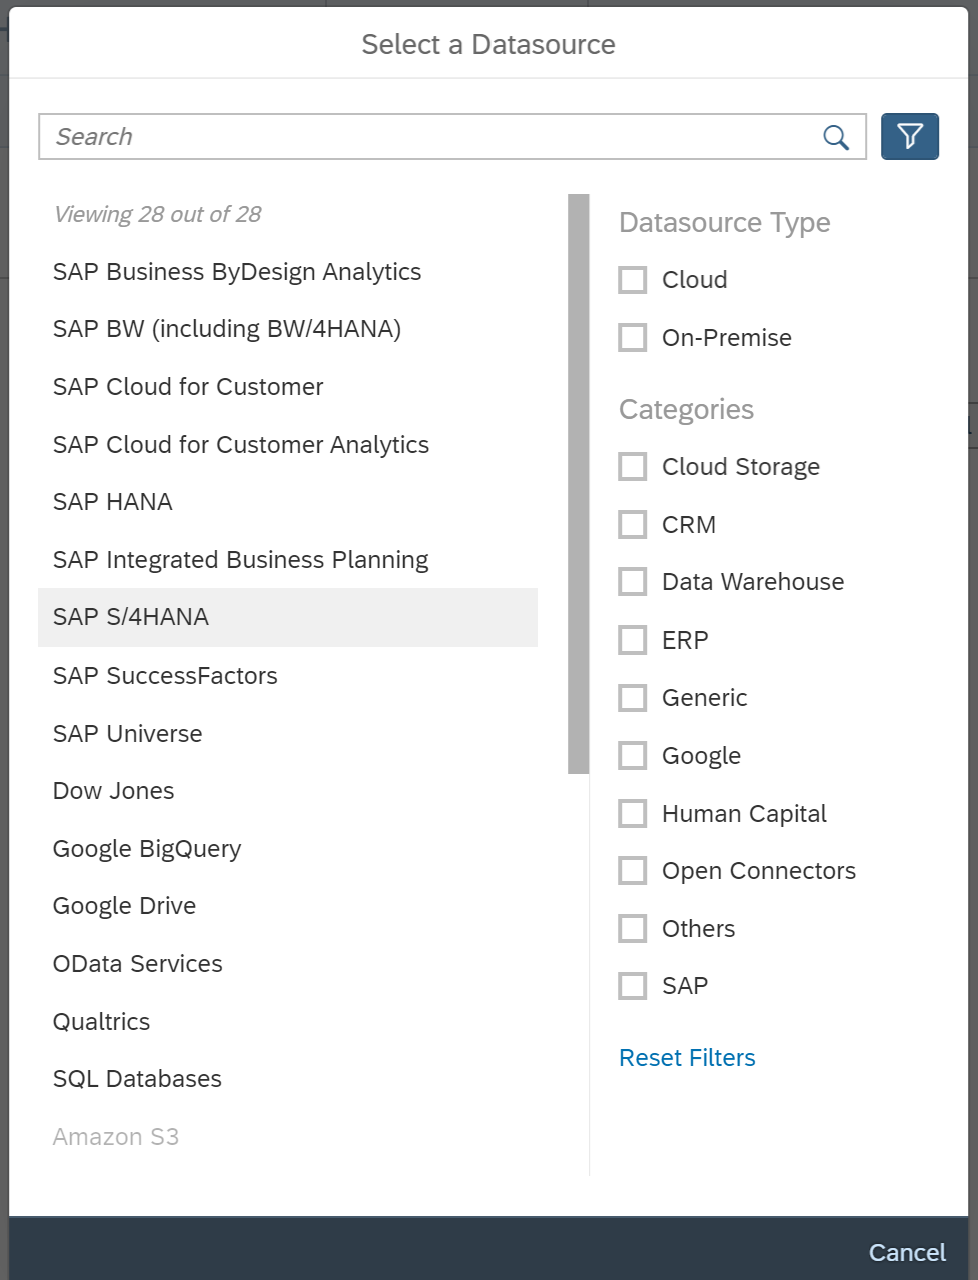 Select a Datasource
Search
Viewing 28 out of 28
SAP Business ByDesign Analytics
SAP BW (including BW/4HANA)
SAP Cloud for Customer
SAP Cloud for Customer Analytics
SAP HANA
SAP Integrated Business Planning
SAP S/4HANA
SAP SuccessFactors
SAP Universe
Dow Jones
Google BigQuery
Google Drive
OData Services
Qualtrics
SQL Databases
Amazon S3
Datasource Type
Cloud
On-Premise
Categories
Cloud Storage
CRM
Data Warehouse
ERP
Generic
Google
Human Capital
Open Connectors
Others
SAP
Reset Filters
Cancel